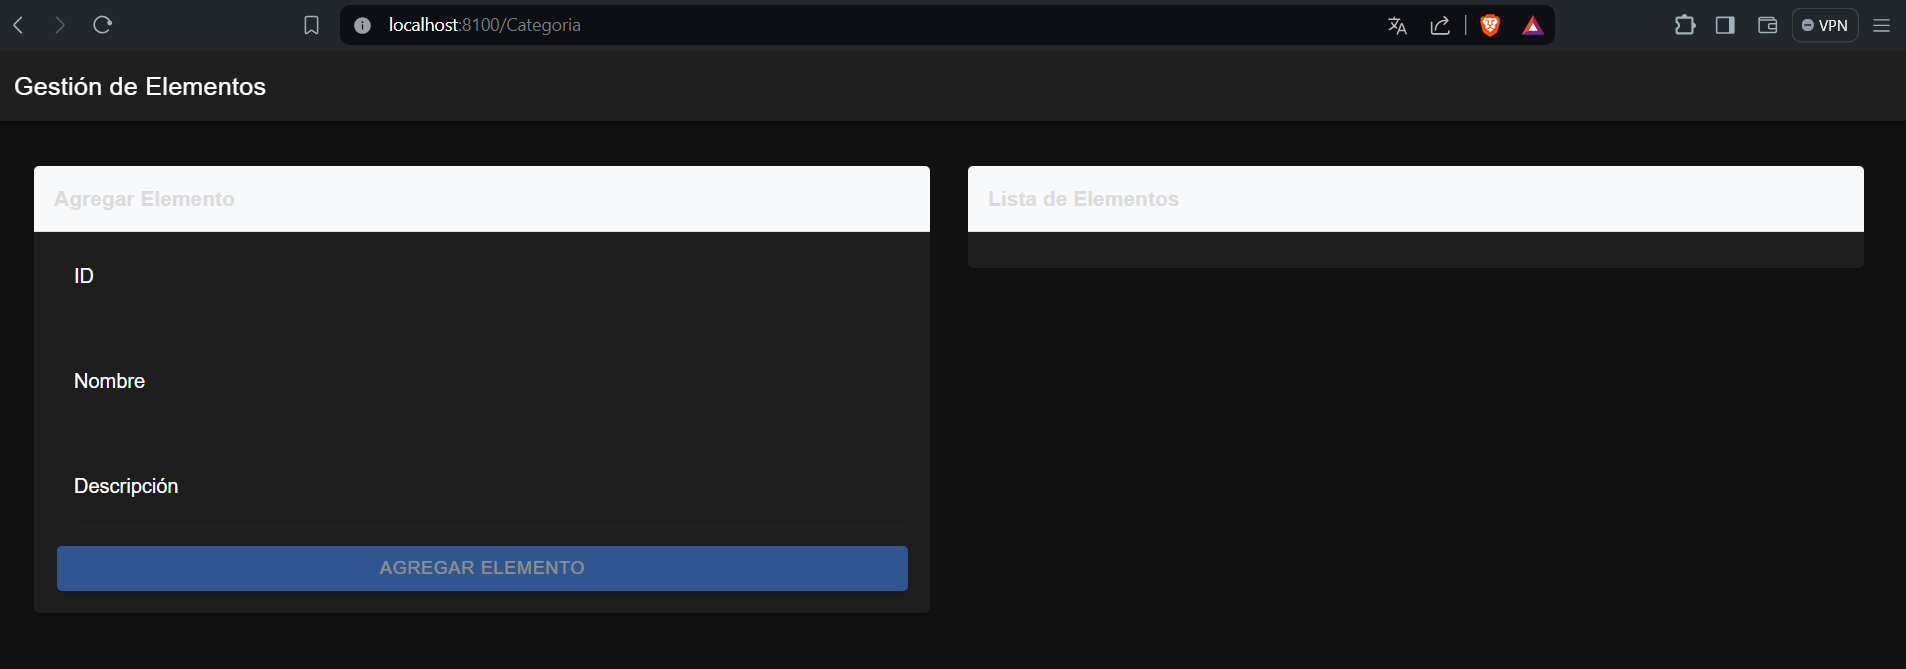 localhost:8100/Categoria
VPN
Gestión de Elementos
Agregar Elemento
ID
Nombre
Descripción
AGREGAR ELEMENTO
Lista de Elementos